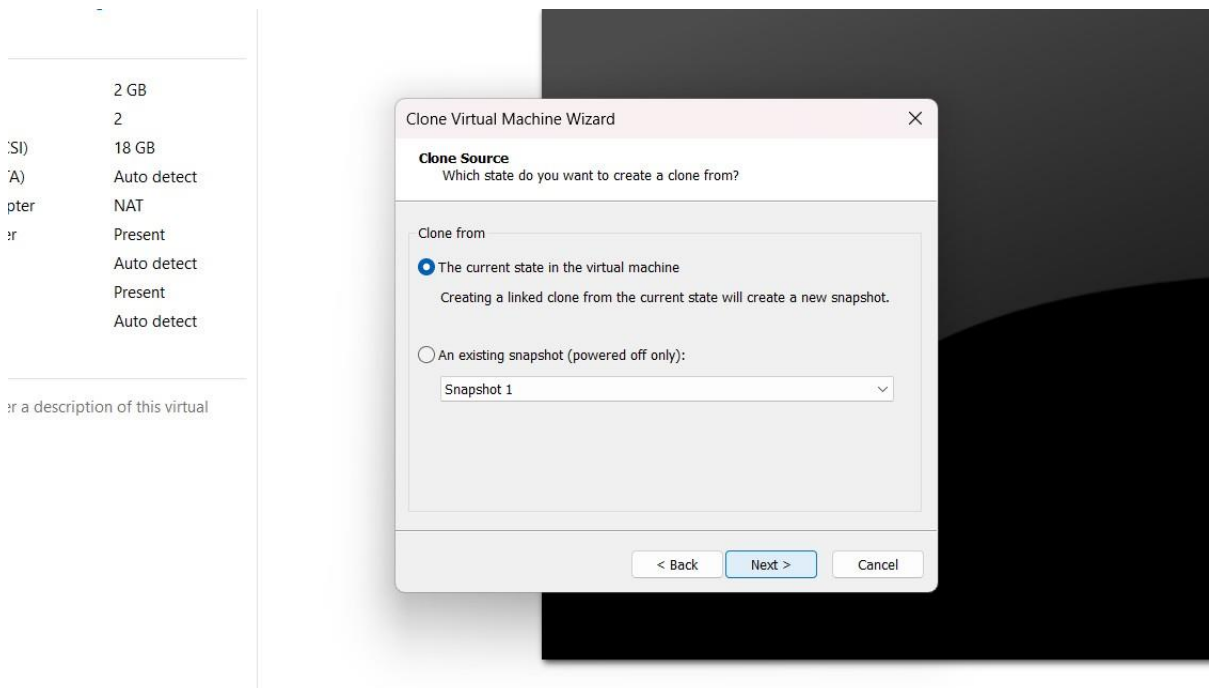 2 GB
2
:SI) 18 GB
:A) Auto detect
pter NAT
er Present
Auto detect
Present
Auto detect
er a description of this virtual
Clone Virtual Machine Wizard
Clone Source
Which state do you want to create a clone from?
Clone from
The current state in the virtual machine
Creating a linked clone from the current state will create a new snapshot.
An existing snapshot (powered off only):
Snapshot 1
< Back Next > Cancel